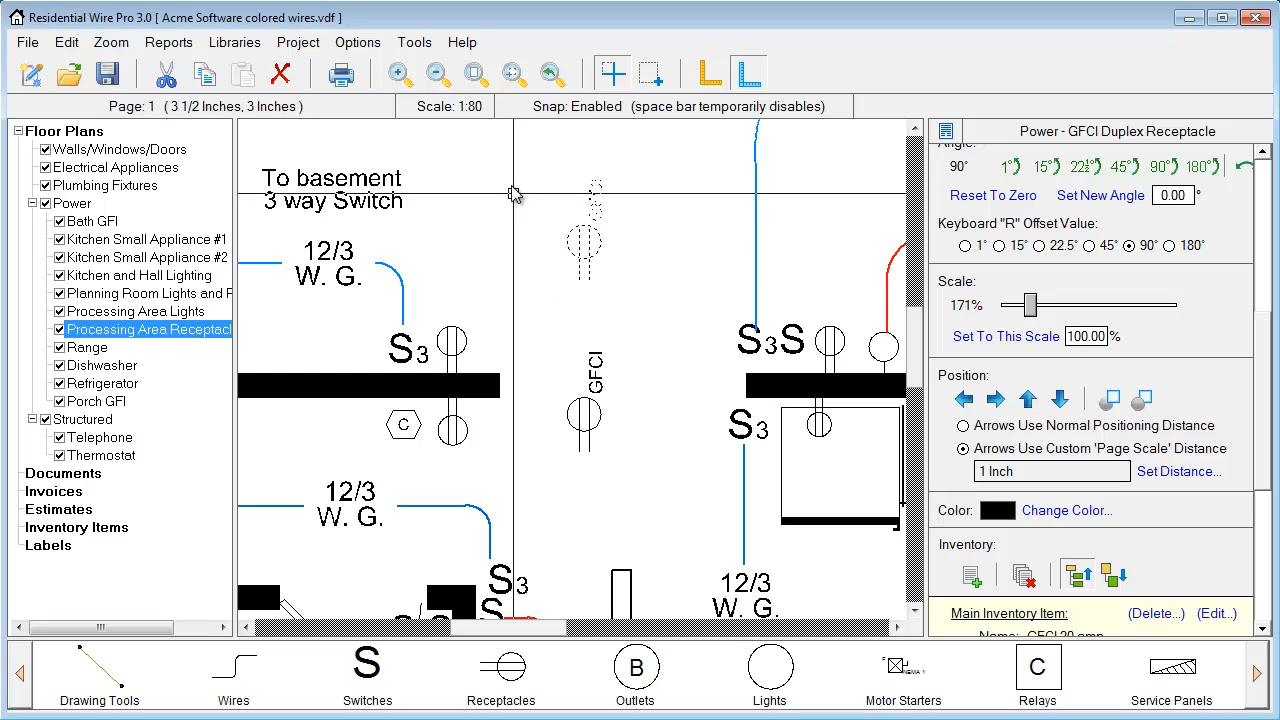 Residential Wire Pro 3.0 [ Acme Software colored wires.vdf ]
File Edit Zoom Reports Libraries Project Options Tools Help
Page: 1 ( 3 1/2 Inches, 3 Inches )
Scale: 1:80
Snap: Enabled (space bar temporarily disables)
Floor Plans
Walls/Windows/Doors
Electrical Appliances
Plumbing Fixtures
Power
Bath GFI
Kitchen Small Appliance #1
Kitchen Small Appliance #2
Kitchen and Hall Lighting
Planning Room Lights and
Processing Area Lights
Processing Area
Range
Dishwasher
Refrigerator
Porch GFI
Structured
Telephone
Thermostat
Documents
Invoices
Estimates
Inventory Items
Labels
To basement
3 way Switch
12/3
W. G.
S3
C
12/3
W. G.
S3
S
GFCI
S3S
S3
12/3
W. G.
Power - GFCI Duplex Receptacle
Angle:
90° 1° 15° 22½° 45° 90° 180°
Reset To Zero Set New Angle 0.00 °
Keyboard "R" Offset Value:
1° 15° 22.5° 45° 90° 180°
Scale:
171%
Set To This Scale 100.00 %
Position:
Arrows Use Normal Positioning Distance
Arrows Use Custom 'Page Scale' Distance
1 Inch Set Distance...
Color: Change Color...
Inventory:
Main Inventory Item: (Delete...) (Edit...)
Name: GFCI 20 amp
S
B
C
NEMA 1
Drawing Tools
Wires
Switches
Receptacles
Outlets
Lights
Motor Starters
Relays
Service Panels